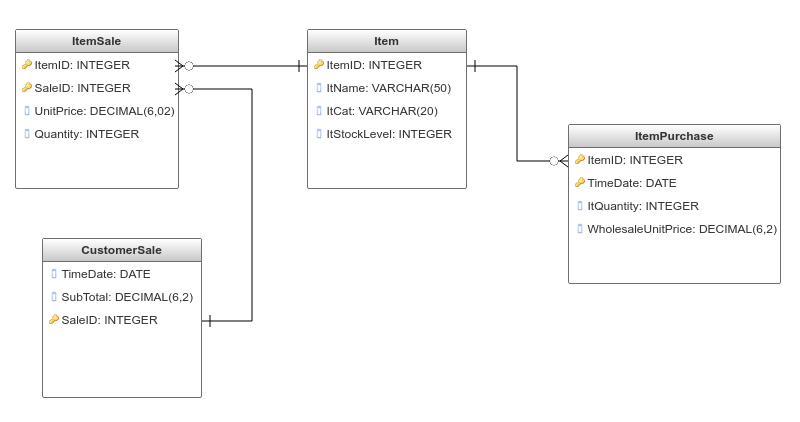 ItemSale
ItemID: INTEGER
SaleID: INTEGER
UnitPrice: DECIMAL(6,02)
Quantity: INTEGER
Item
ItemID: INTEGER
ItName: VARCHAR(50)
ItCat: VARCHAR(20)
ItStockLevel: INTEGER
ItemPurchase
ItemID: INTEGER
TimeDate: DATE
ItQuantity: INTEGER
WholesaleUnitPrice: DECIMAL(6,2)
CustomerSale
TimeDate: DATE
SubTotal: DECIMAL(6,2)
SaleID: INTEGER